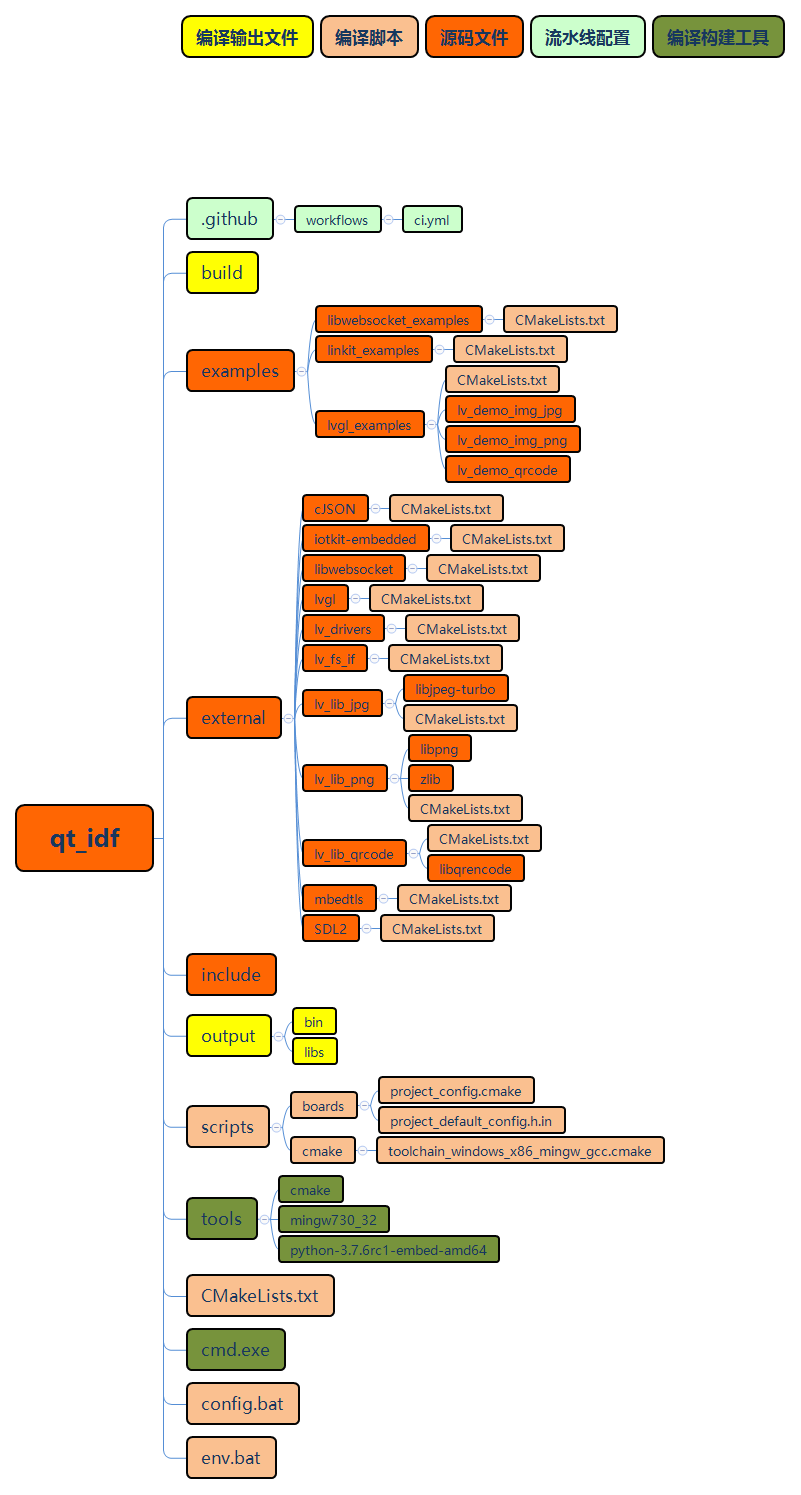 编译输出文件
编译脚本
源码文件
流水线配置
编译构建工具
qt_idf
.github
workflows
ci.yml
build
examples
libwebsocket_examples
CMakeLists.txt
linkit_examples
CMakeLists.txt
lvgl_examples
CMakeLists.txt
lv_demo_img_jpg
lv_demo_img_png
lv_demo_qrcode
external
cJSON
CMakeLists.txt
iotkit-embedded
CMakeLists.txt
libwebsocket
CMakeLists.txt
lvgl
CMakeLists.txt
lv_drivers
CMakeLists.txt
lv_fs_if
CMakeLists.txt
lv_lib_jpg
libjpeg-turbo
CMakeLists.txt
lv_lib_png
libpng
zlib
CMakeLists.txt
lv_lib_qrcode
CMakeLists.txt
libqrencode
mbedtls
CMakeLists.txt
SDL2
CMakeLists.txt
include
output
bin
libs
scripts
boards
project_config.cmake
project_default_config.h.in
cmake
toolchain_windows_x86_mingw_gcc.cmake
tools
cmake
mingw730_32
python-3.7.6rc1-embed-amd64
CMakeLists.txt
cmd.exe
config.bat
env.bat